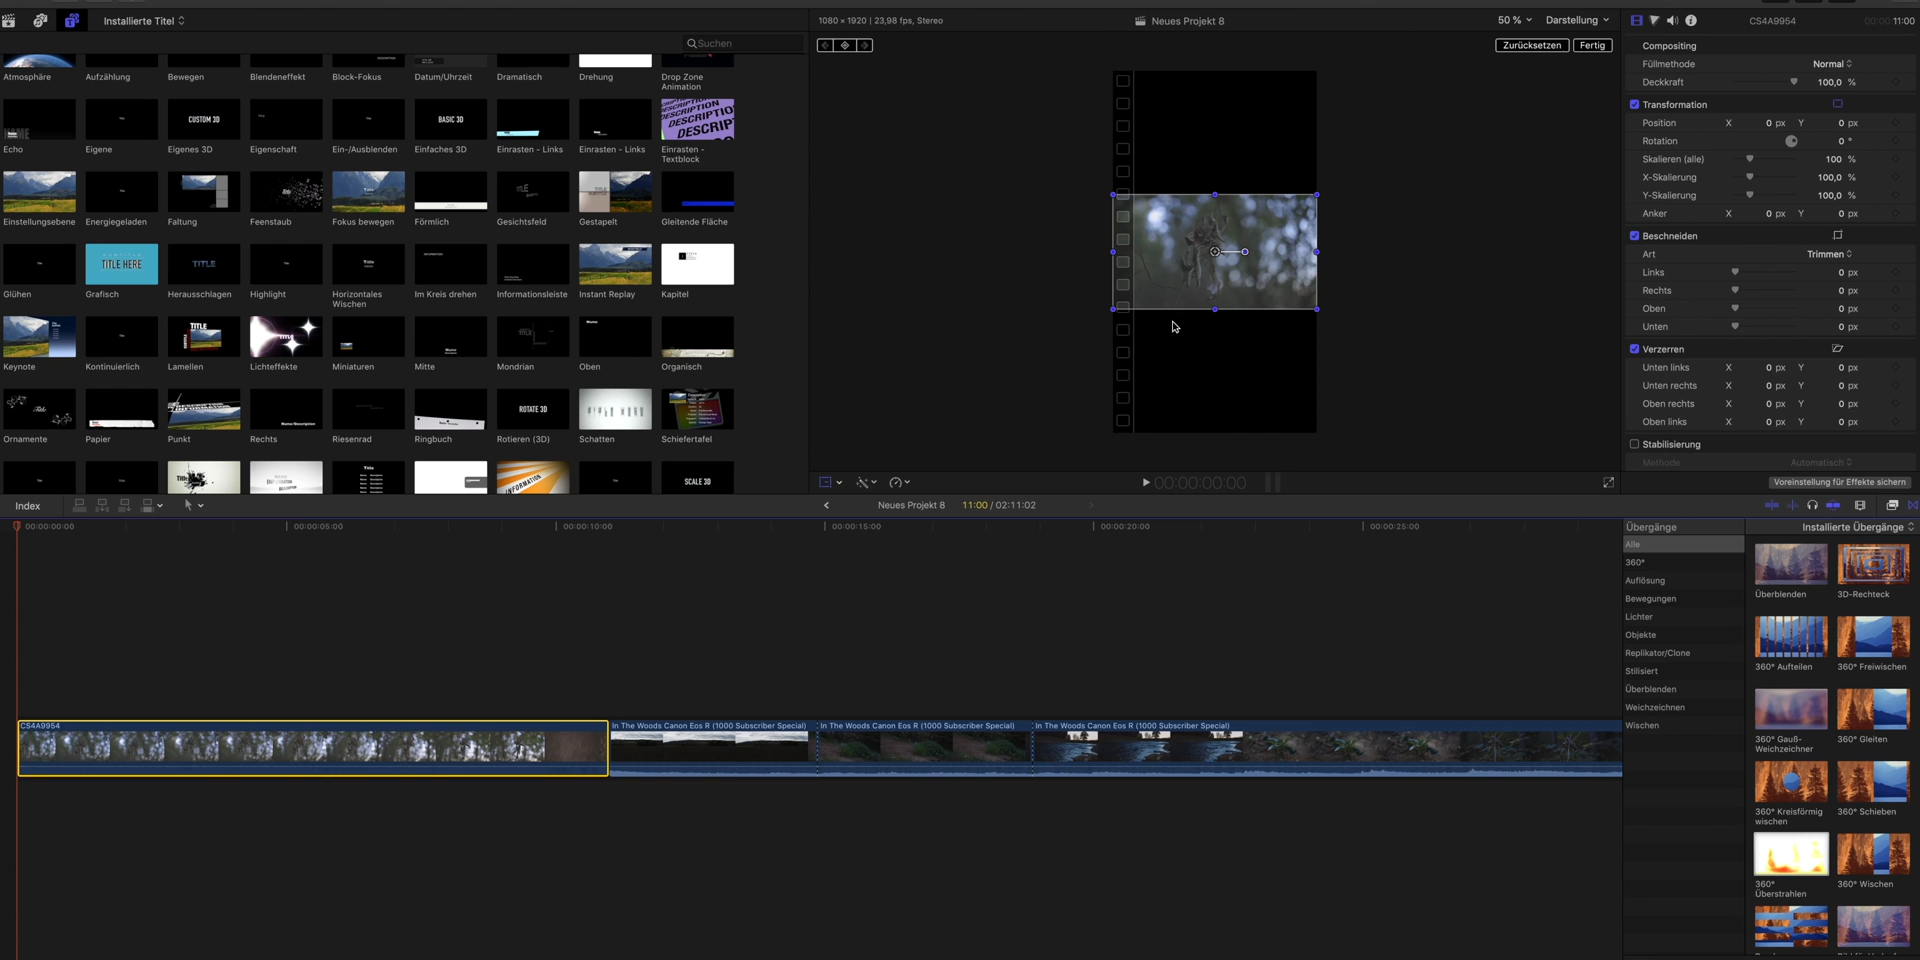 Installierte Titel
1080 × 1920 | 23,98 fps, Stereo
Neues Projekt 8
50 %
Darstellung
CS4A9954
00:00:11:00
Suchen
Zurücksetzen
Fertig
Atmosphäre
Aufzählung
Bewegen
Blendeneffekt
Block-Fokus
Datum/Uhrzeit
Dramatisch
Drehung
Drop Zone
Animation
CUSTOM 3D
BASIC 3D
Echo
Eigene
Eigenes 3D
Eigenschaft
Ein-/Ausblenden
Einfaches 3D
Einrasten - Links
Einrasten - Links
Einrasten -
Textblock
Einstellungsebene
Energiegeladen
Faltung
Feenstaub
Fokus bewegen
Förmlich
Gesichtsfeld
Gestapelt
Gleitende Fläche
TITLE HERE
TITLE
Glühen
Grafisch
Herausschlagen
Highlight
Horizontales
Wischen
Im Kreis drehen
Informationsleiste
Instant Replay
Kapitel
Keynote
Kontinuierlich
Lamellen
Lichteffekte
Miniaturen
Mitte
Mondrian
Oben
Organisch
ROTATE 3D
Ornamente
Papier
Punkt
Rechts
Riesenrad
Ringbuch
Rotieren (3D)
Schatten
Schiefertafel
INFORMATION
SCALE 3D
Compositing
Füllmethode Normal
Deckkraft 100,0 %
Transformation
Position X 0 px Y 0 px
Rotation 0 °
Skalieren (alle) 100 %
X-Skalierung 100,0 %
Y-Skalierung 100,0 %
Anker X 0 px Y 0 px
Beschneiden
Art Trimmen
Links 0 px
Rechts 0 px
Oben 0 px
Unten 0 px
Verzerren
Unten links X 0 px Y 0 px
Unten rechts X 0 px Y 0 px
Oben rechts X 0 px Y 0 px
Oben links X 0 px Y 0 px
Stabilisierung
Methode Automatisch
Voreinstellung für Effekte sichern
00:00:00:00
Index
Neues Projekt 8
11:00 / 02:11:02
00:00:00:00
00:00:05:00
00:00:10:00
00:00:15:00
00:00:20:00
00:00:25:00
CS4A9954
In The Woods Canon Eos R (1000 Subscriber Special)
In The Woods Canon Eos R (1000 Subscriber Special)
In The Woods Canon Eos R (1000 Subscriber Special)
Übergänge
Installierte Übergänge
Alle
360°
Auflösung
Bewegungen
Lichter
Objekte
Replikator/Clone
Stilisiert
Überblenden
Weichzeichnen
Wischen
Überblenden
3D-Rechteck
360° Aufteilen
360° Freiwischen
360° Gauß-
Weichzeichner
360° Gleiten
360° Kreisförmig
wischen
360° Schieben
360°
Überstrahlen
360° Wischen